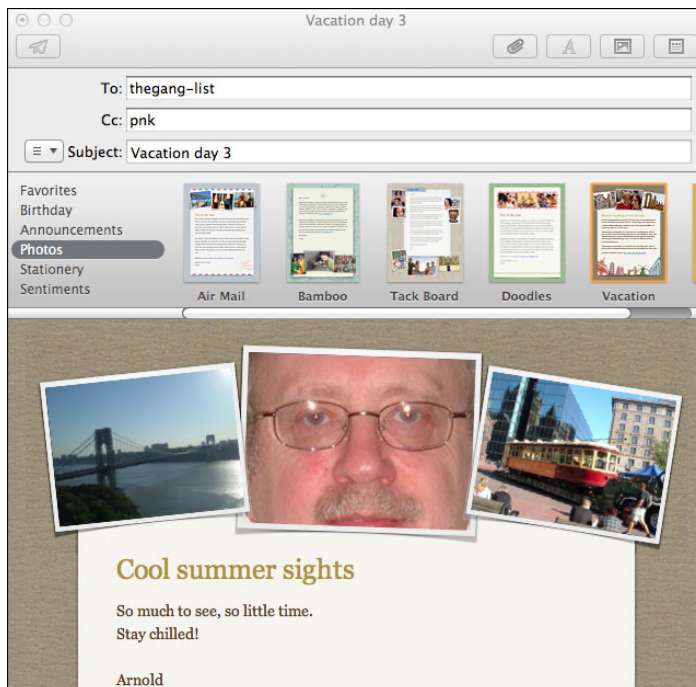 Vacation day 3
To: thegang-list
Cc: pnk
Subject: Vacation day 3
Favorites
Birthday
Announcements
Photos
Stationery
Sentiments
Air Mail
Bamboo
Tack Board
Doodles
Vacation
Cool summer sights
So much to see, so little time.
Stay chilled!
Arnold